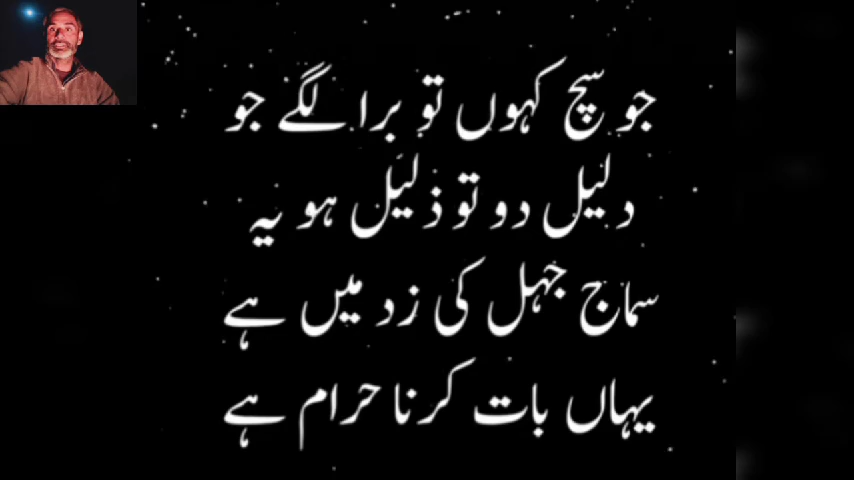 جو سچ کہوں تو برا لگے جو
دلیل دو تو ذلیل ہو یہ
سماج جہل کی زد میں ہے
یہاں بات کرنا حرام ہے